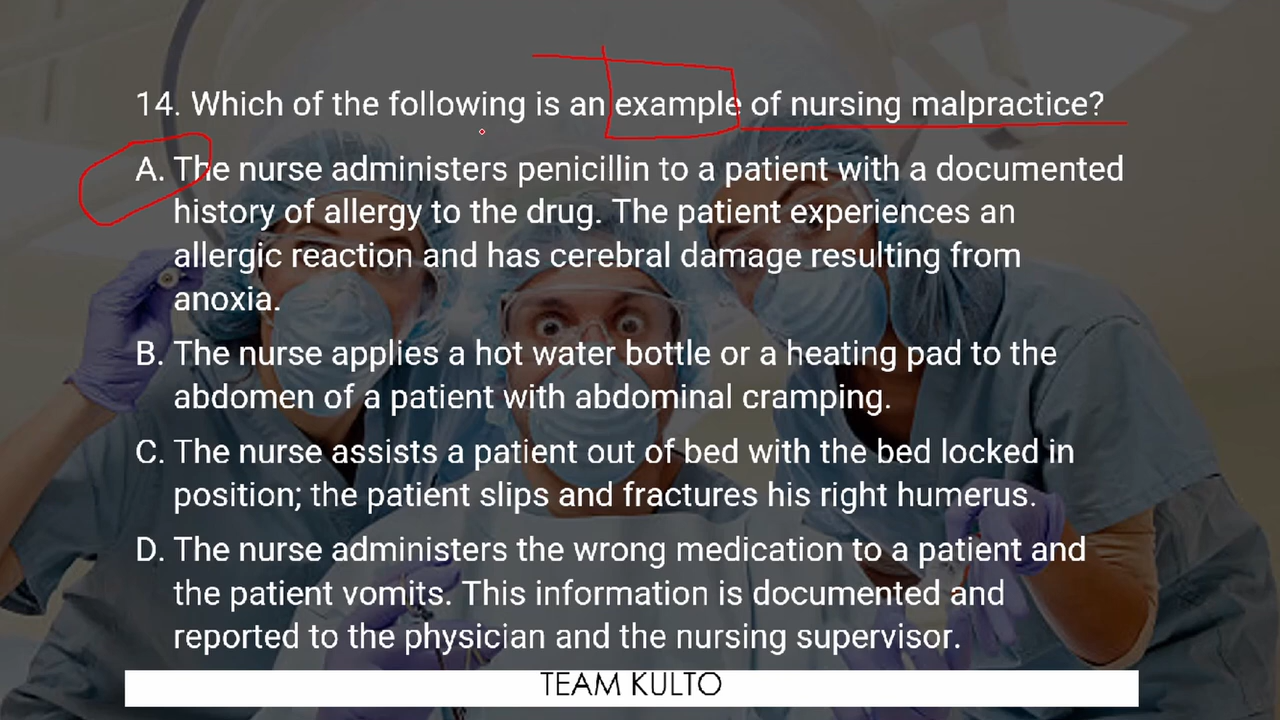 14. Which of the following is an example of nursing malpractice?
A. The nurse administers penicillin to a patient with a documented
history of allergy to the drug. The patient experiences an
allergic reaction and has cerebral damage resulting from
anoxia.
B. The nurse applies a hot water bottle or a heating pad to the
abdomen of a patient with abdominal cramping.
C. The nurse assists a patient out of bed with the bed locked in
position; the patient slips and fractures his right humerus.
D. The nurse administers the wrong medication to a patient and
the patient vomits. This information is documented and
reported to the physician and the nursing supervisor.
TEAM KULTO